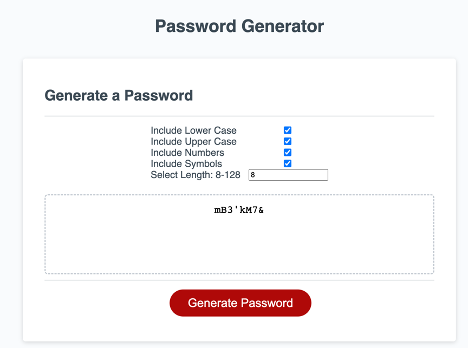 Password Generator
Generate a Password
Include Lower Case
Include Upper Case
Include Numbers
Include Symbols
Select Length: 8-128 8
mB3'kM7&
Generate Password